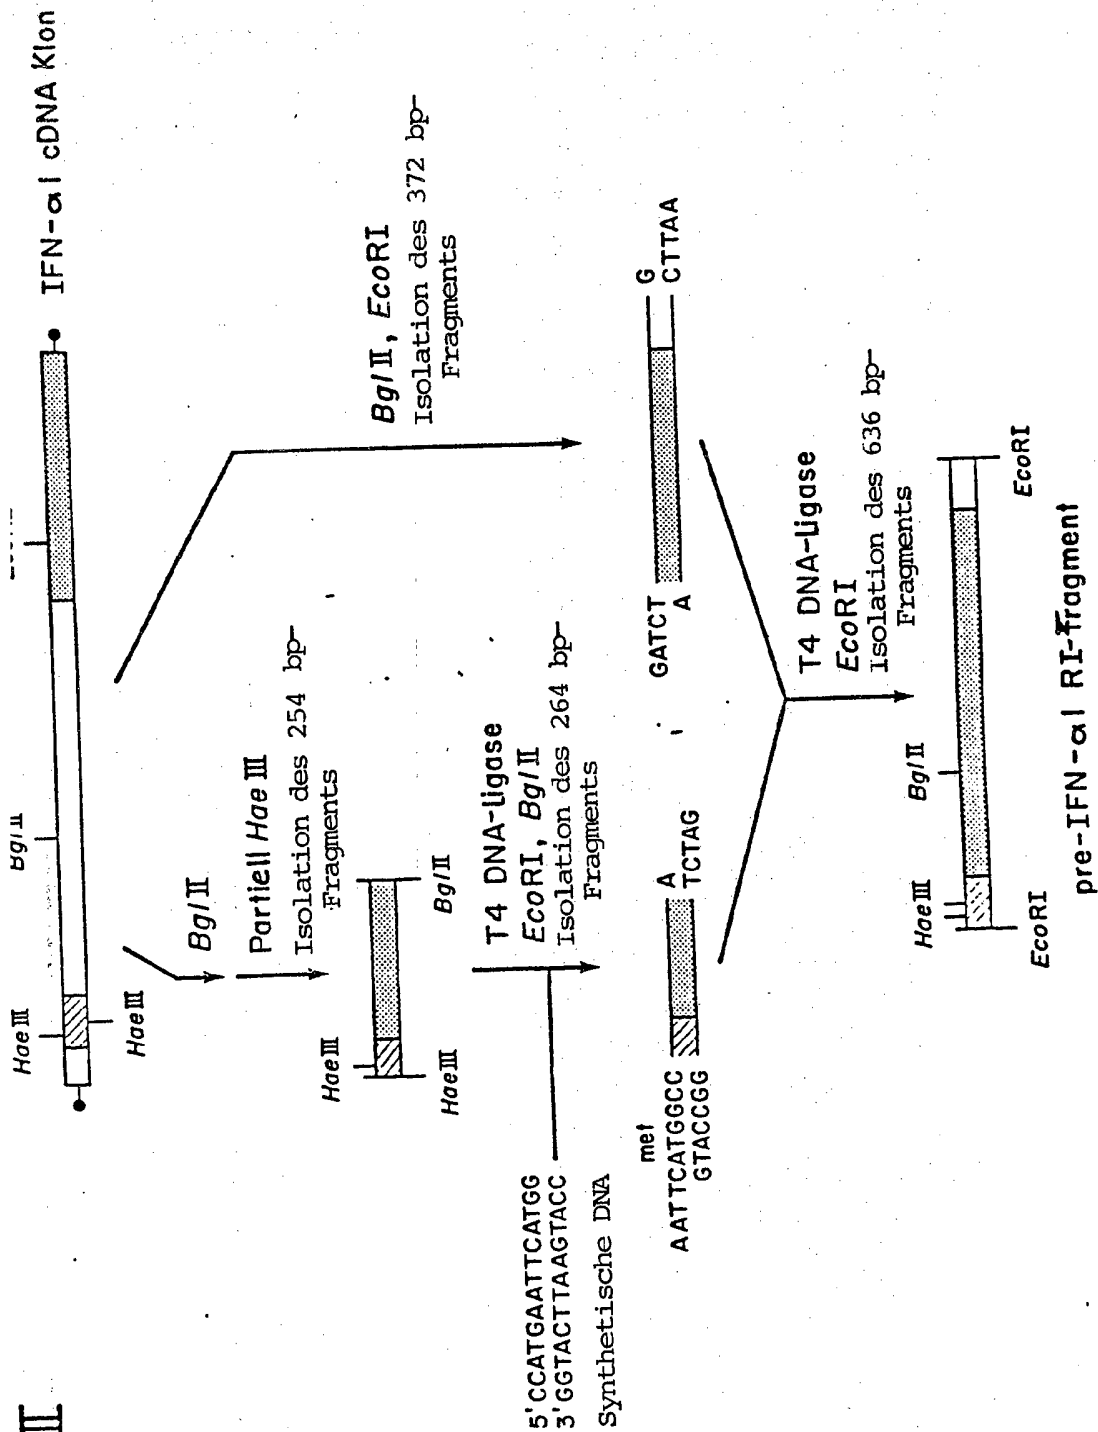 II
IFN-α1 cDNA Klon
HaeIII
BglII
HaeIII
BglII
Partiell HaeIII
Isolation des 254 bp-
Fragments
BglII, EcoRI
Isolation des 372 bp-
Fragments
HaeIII
HaeIII
BglII
5'CCATGAATTCATGG
3'GGTACTTAAGTACC
Synthetische DNA
T4 DNA-Ligase
EcoRI, BglII
Isolation des 264 bp-
Fragments
met
AATTCATGGCC
GTACCGG
A
TCTAG
GATCT
A
G
CTTAA
T4 DNA-Ligase
EcoRI
Isolation des 636 bp-
Fragments
HaeIII
BglII
EcoRI
EcoRI
pre-IFN-α1 RI-fragment